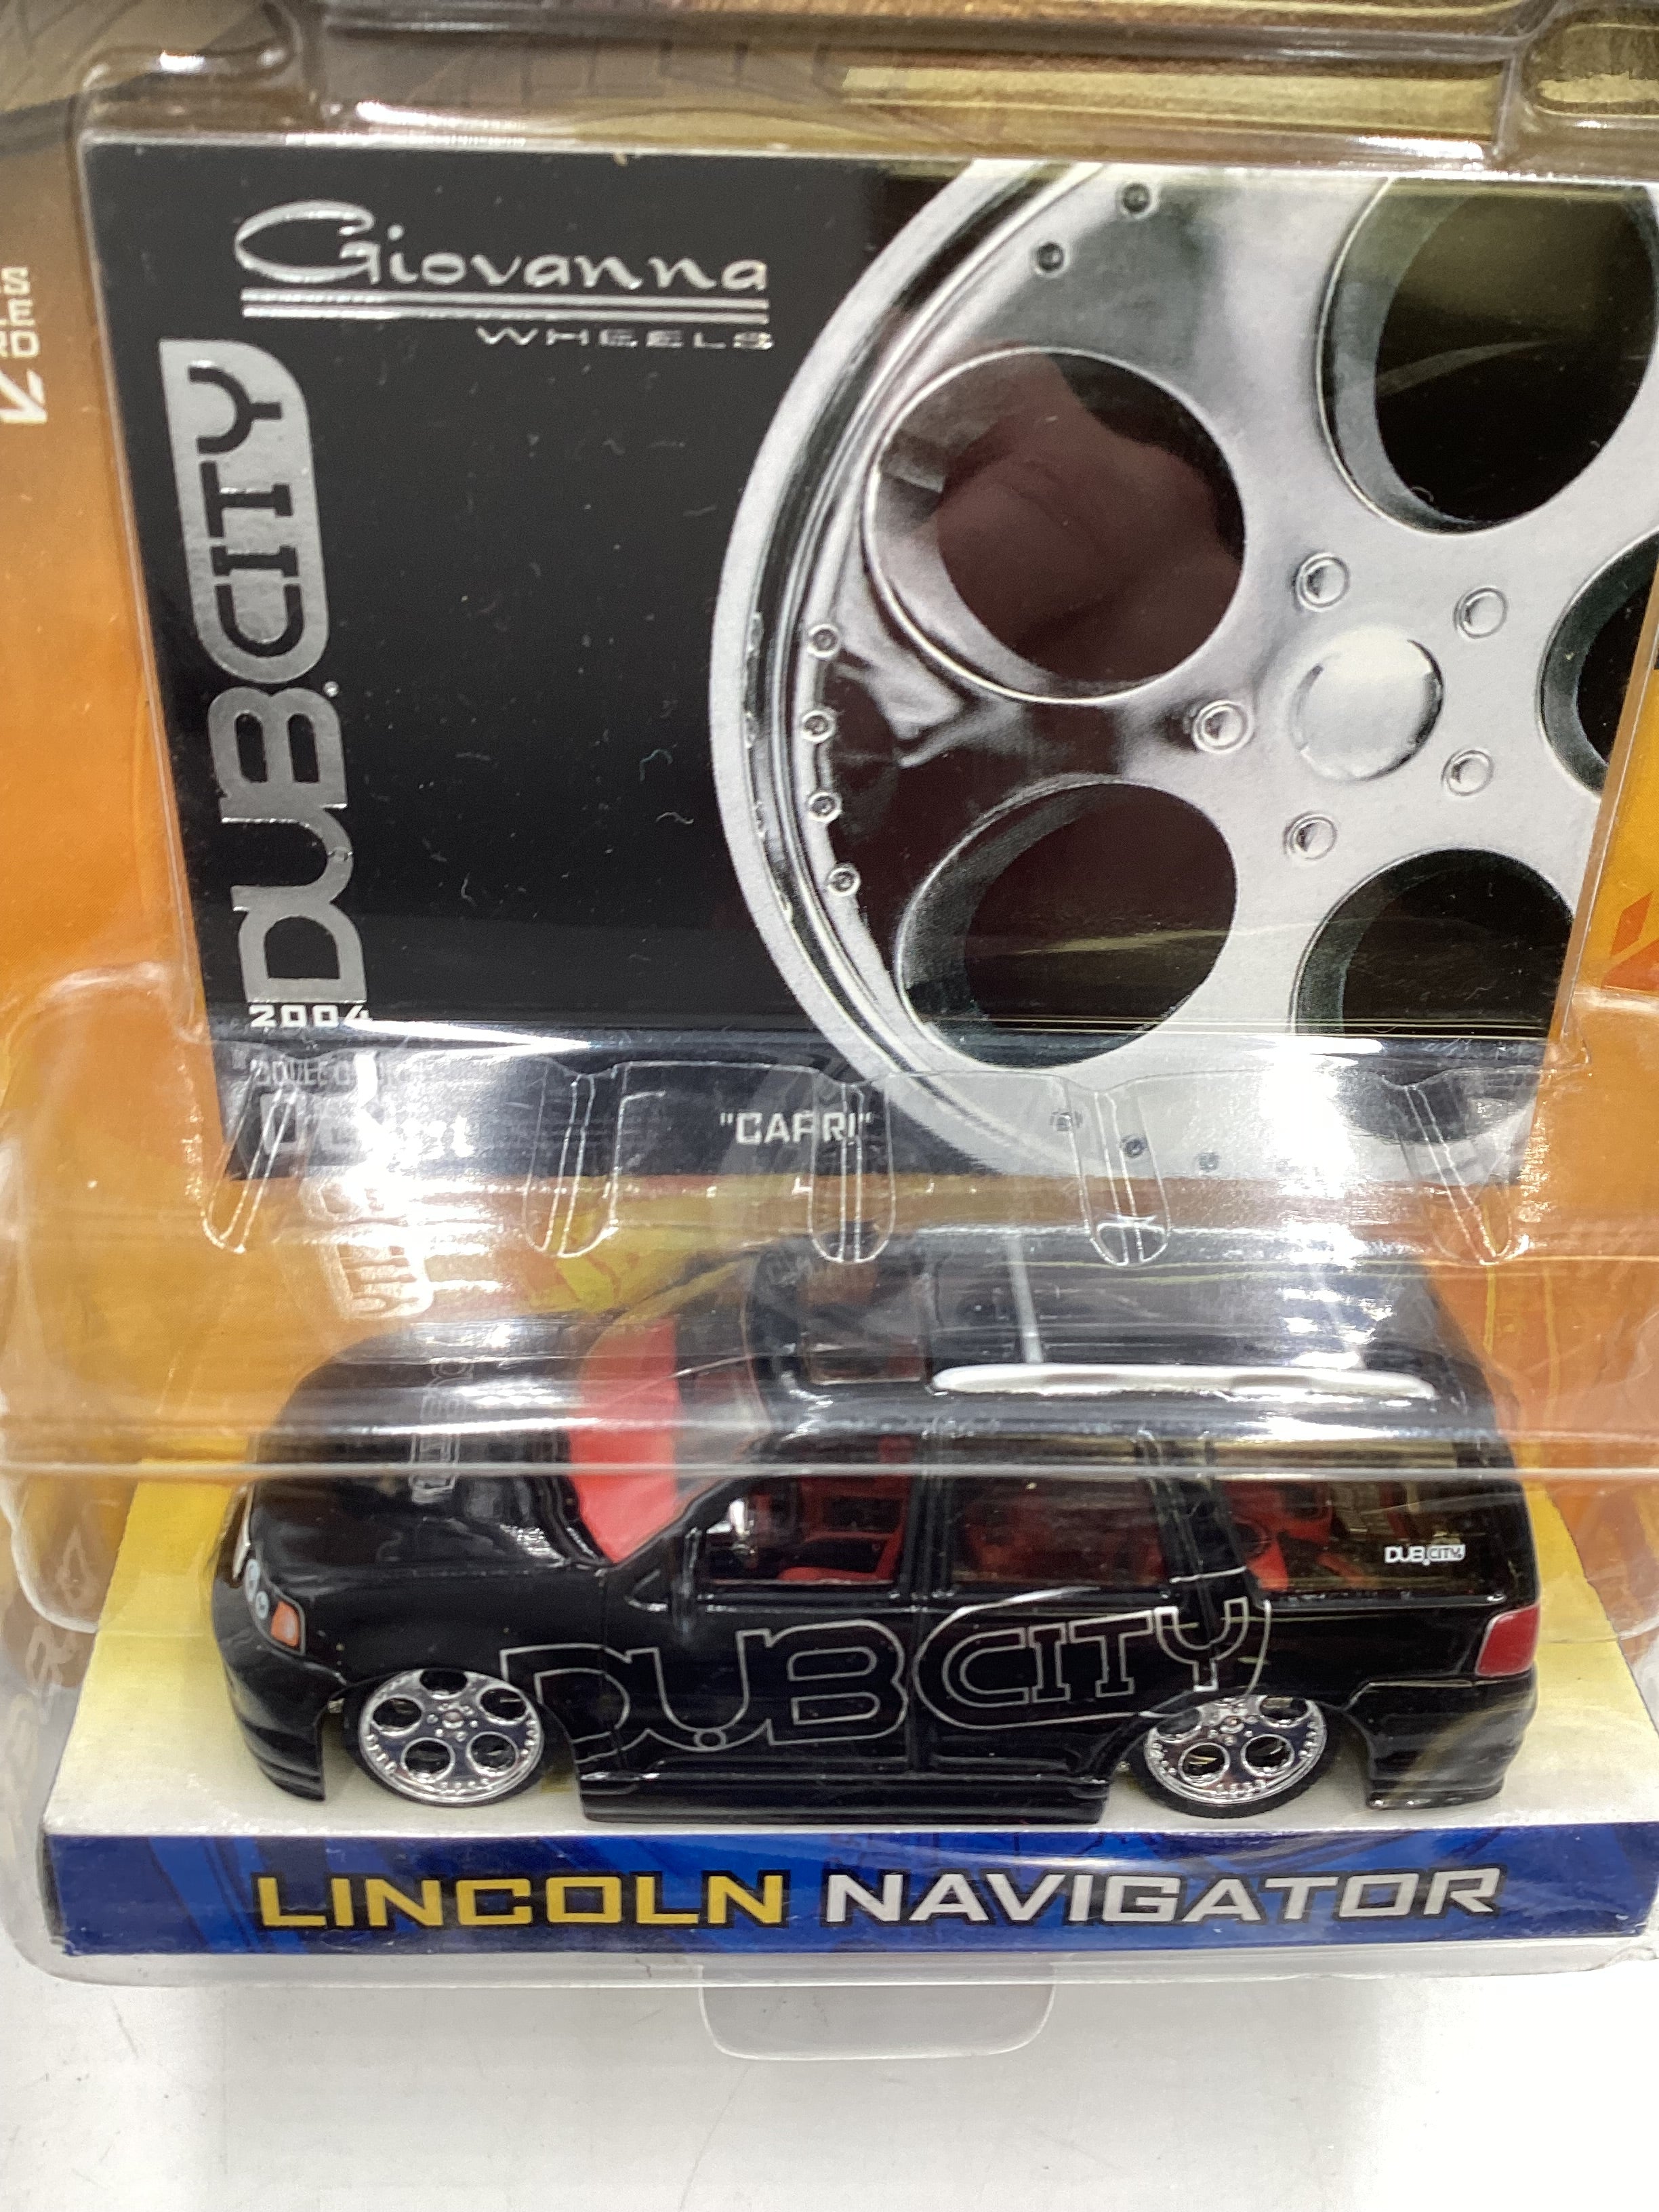 Giovanna
WHEELS
DUB CITY
2004
"CAPRI"
DUB CITY
DUB CITY
LINCOLN NAVIGATOR